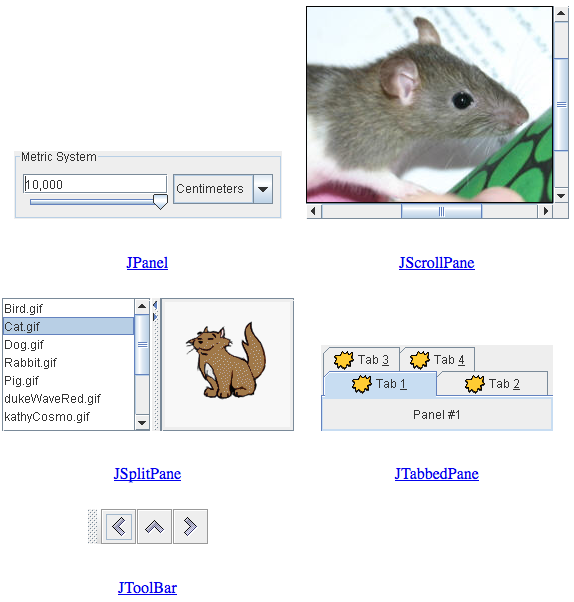 Metric System
10,000
Centimeters
JPanel
JScrollPane
Bird.gif
Cat.gif
Dog.gif
Rabbit.gif
Pig.gif
dukeWaveRed.gif
kathyCosmo.gif
JSplitPane
Tab 3 Tab 4
Tab 1 Tab 2
Panel #1
JTabbedPane
JToolBar